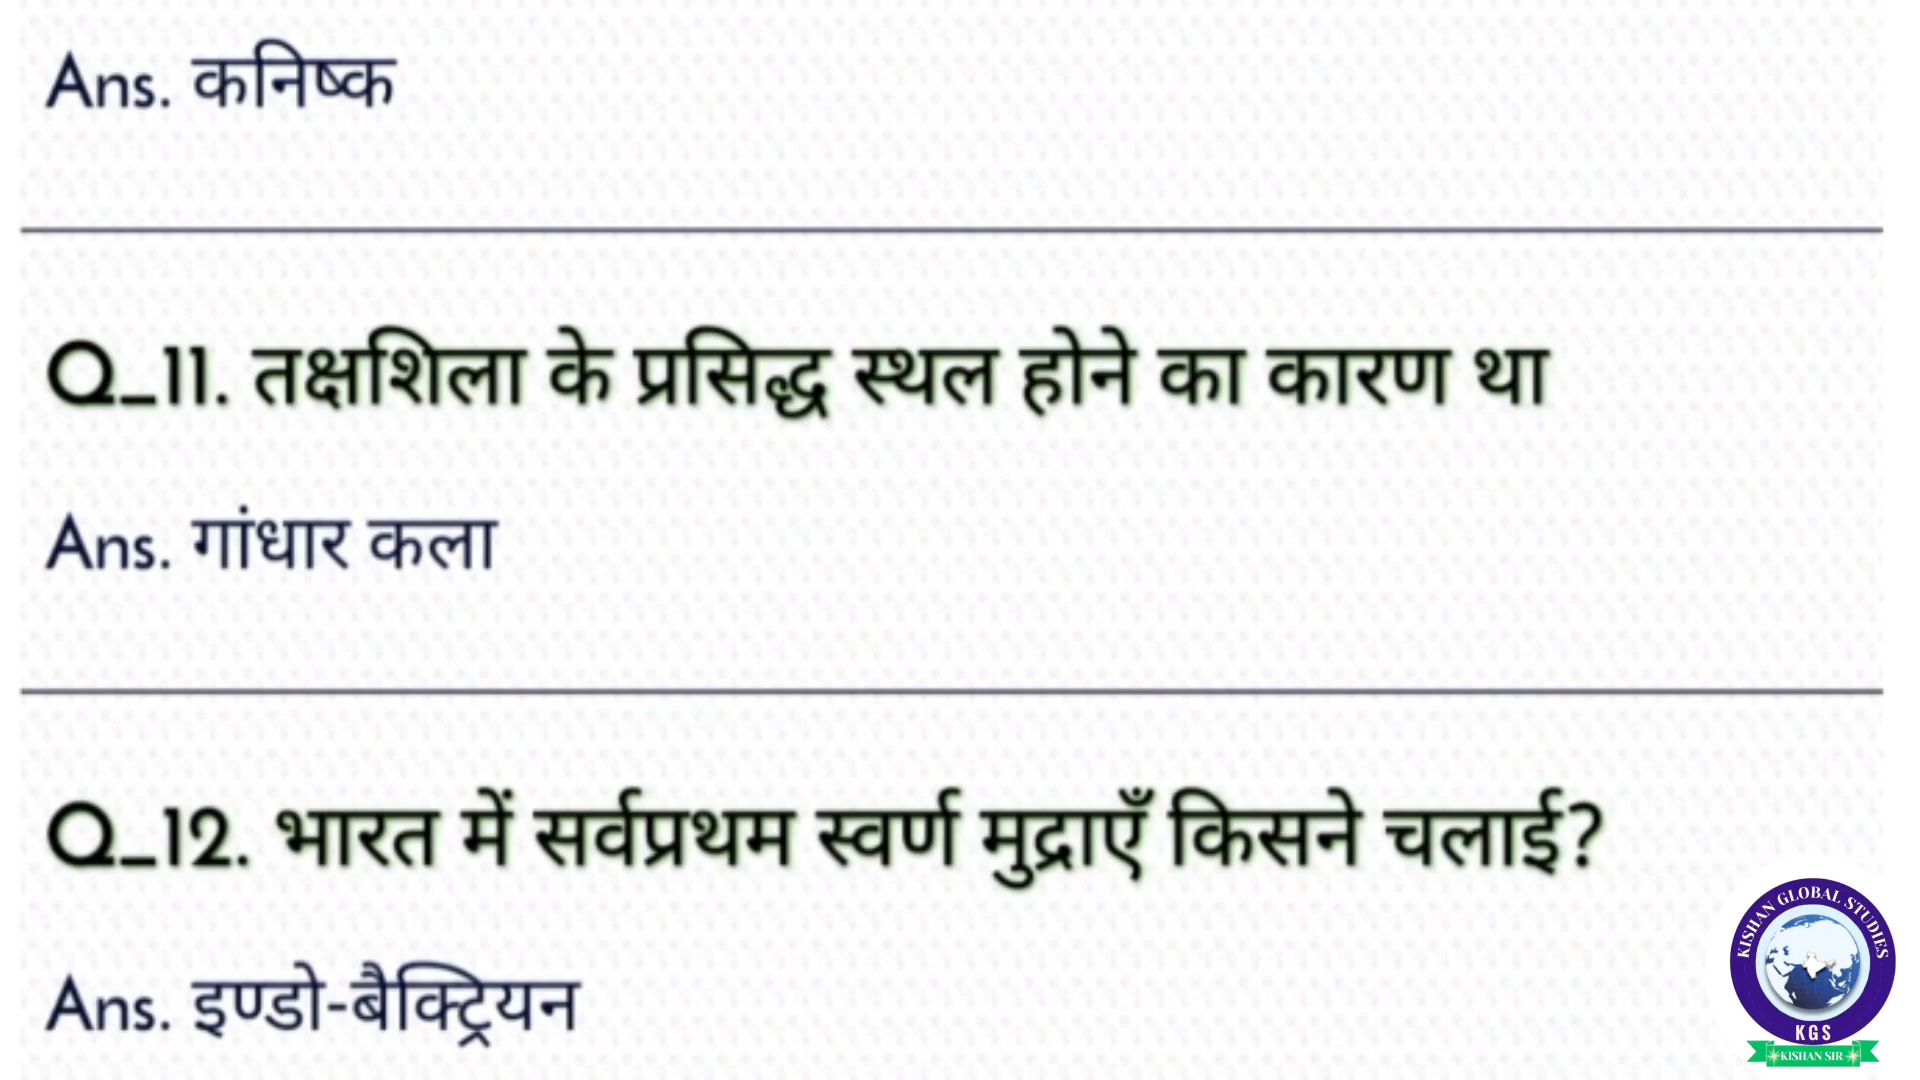 Ans. कनिष्क
Q_11. तक्षशिला के प्रसिद्ध स्थल होने का कारण था
Ans. गांधार कला
Q_12. भारत में सर्वप्रथम स्वर्ण मुद्राएँ किसने चलाई?
Ans. इण्डो-बैक्ट्रियन
KISHAN GLOBAL STUDIES
KGS
KISHAN SIR